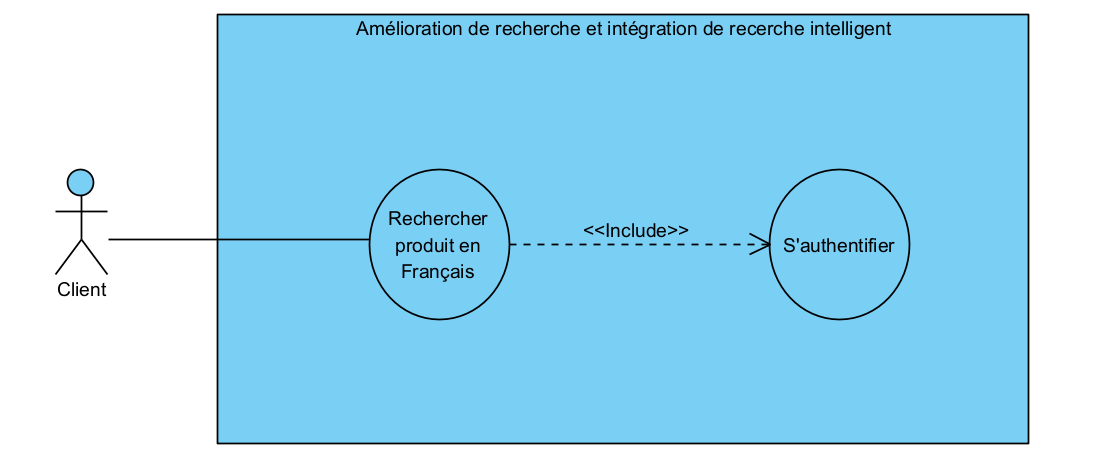 Amélioration de recherche et intégration de recerche intelligent
Rechercher
produit en
Français
<<Include>>
S'authentifier
Client